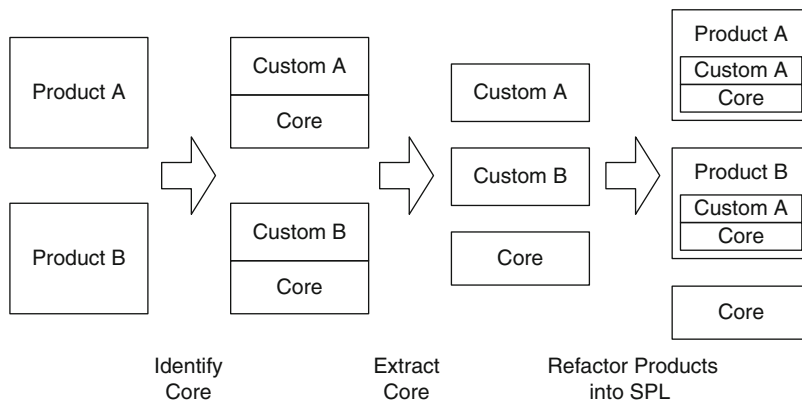 Product A
Product B
Custom A
Core
Custom B
Core
Custom A
Custom B
Core
Product A
Custom A
Core
Product B
Custom A
Core
Core
Identify
Core
Extract
Core
Refactor Products
into SPL